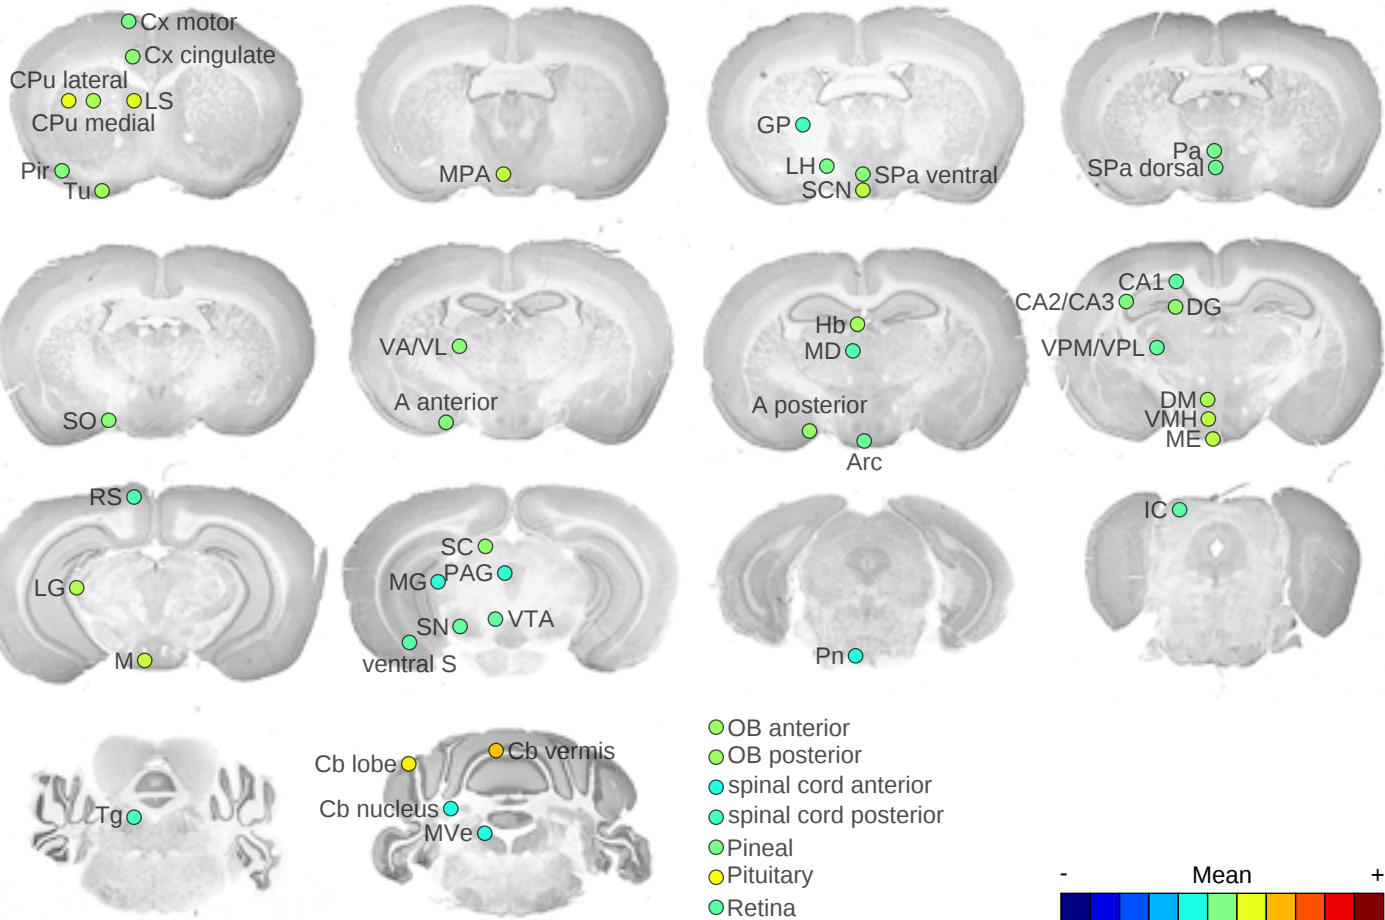 Cx motor
Cx cingulate
CPu lateral
LS
CPu medial
Pir
Tu
MPA
GP
LH
SPa ventral
SCN
Pa
SPa dorsal
SO
VA/VL
A anterior
Hb
MD
A posterior
Arc
CA1
CA2/CA3
DG
VPM/VPL
DM
VMH
ME
RS
LG
M
SC
MG
PAG
SN
VTA
ventral S
Pn
IC
Tg
Cb lobe
Cb vermis
Cb nucleus
MVe
OB anterior
OB posterior
spinal cord anterior
spinal cord posterior
Pineal
Pituitary
Retina
- Mean +